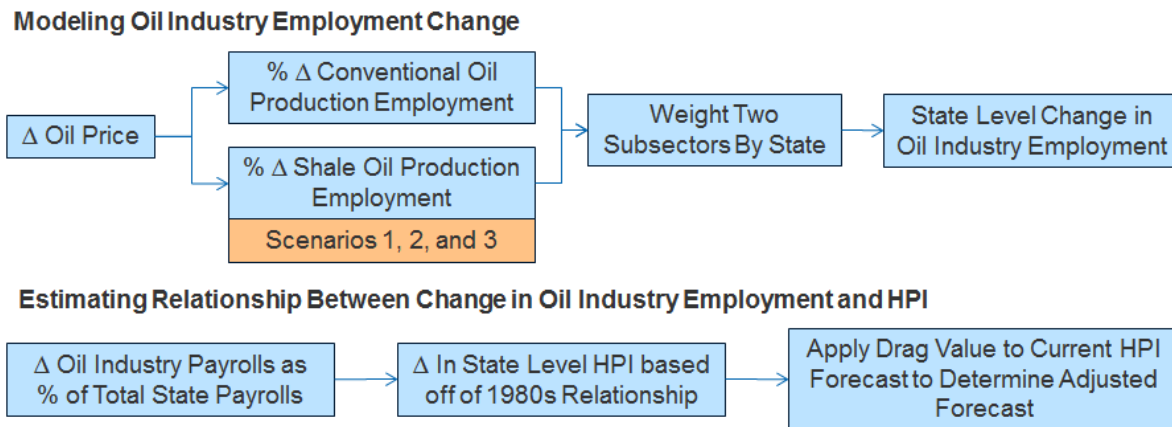 Modeling Oil Industry Employment Change
Δ Oil Price
% Δ Conventional Oil
Production Employment
% Δ Shale Oil Production
Employment
Scenarios 1, 2, and 3
Weight Two
Subsectors By State
State Level Change in
Oil Industry Employment
Estimating Relationship Between Change in Oil Industry Employment and HPI
Δ Oil Industry Payrolls as
% of Total State Payrolls
Δ In State Level HPI based
off of 1980s Relationship
Apply Drag Value to Current HPI
Forecast to Determine Adjusted
Forecast